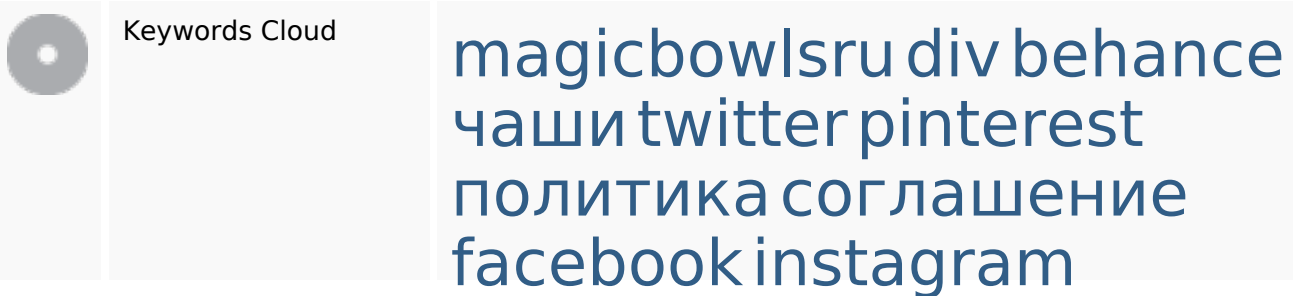 Keywords Cloud
magicbowlsru div behance
чаши twitter pinterest
политика соглашение
facebook instagram